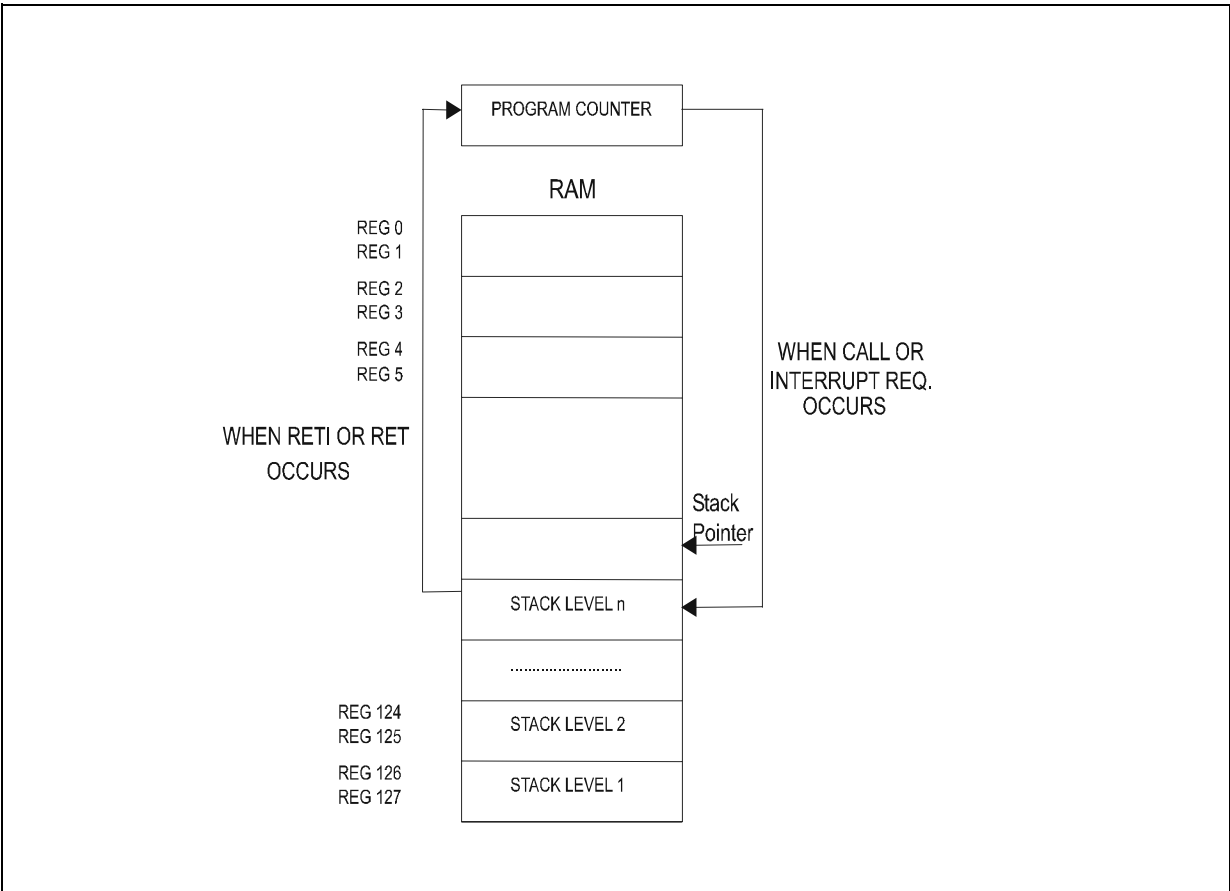 PROGRAM COUNTER
RAM
REG 0
REG 1
REG 2
REG 3
REG 4
REG 5
WHEN CALL OR
INTERRUPT REQ.
OCCURS
WHEN RETI OR RET
OCCURS
Stack
Pointer
STACK LEVEL n
..........................
REG 124
REG 125
STACK LEVEL 2
REG 126
REG 127
STACK LEVEL 1